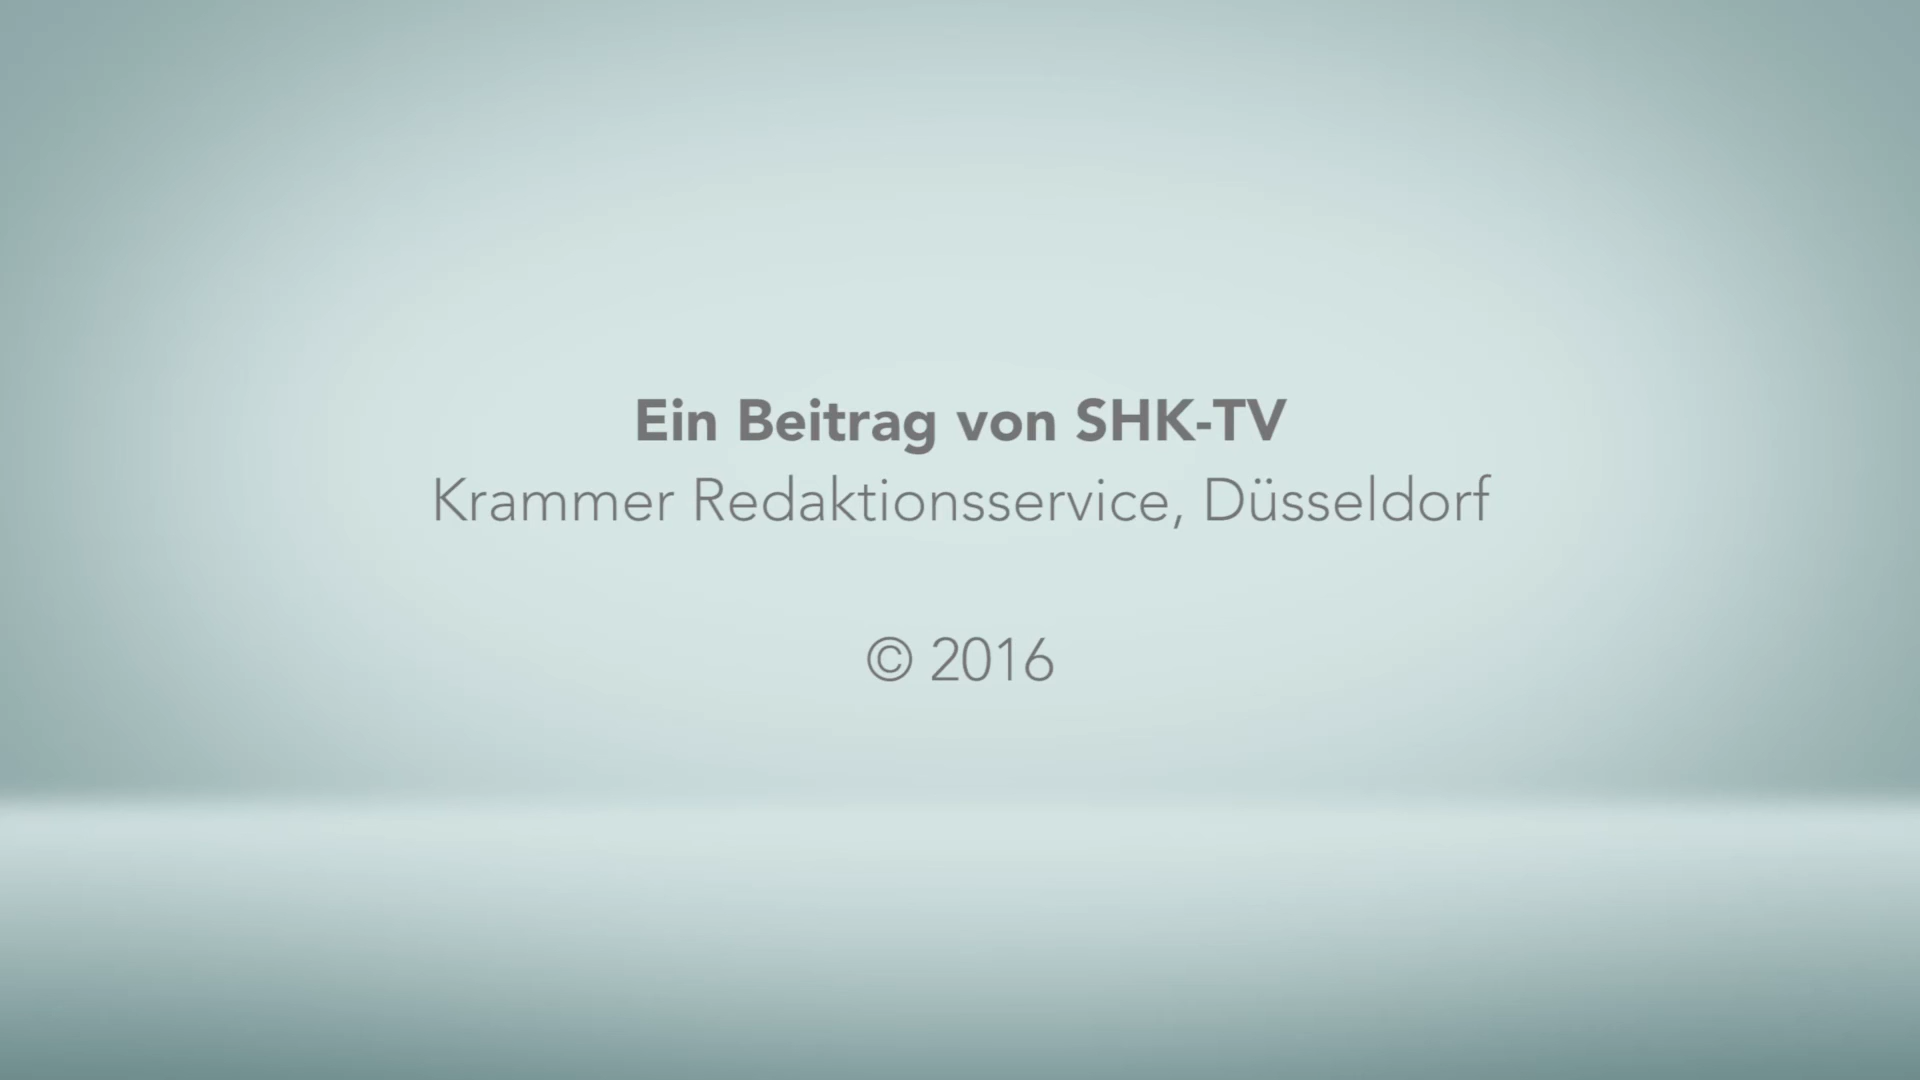 Ein Beitrag von SHK-TV
Krammer Redaktionsservice, Düsseldorf
© 2016